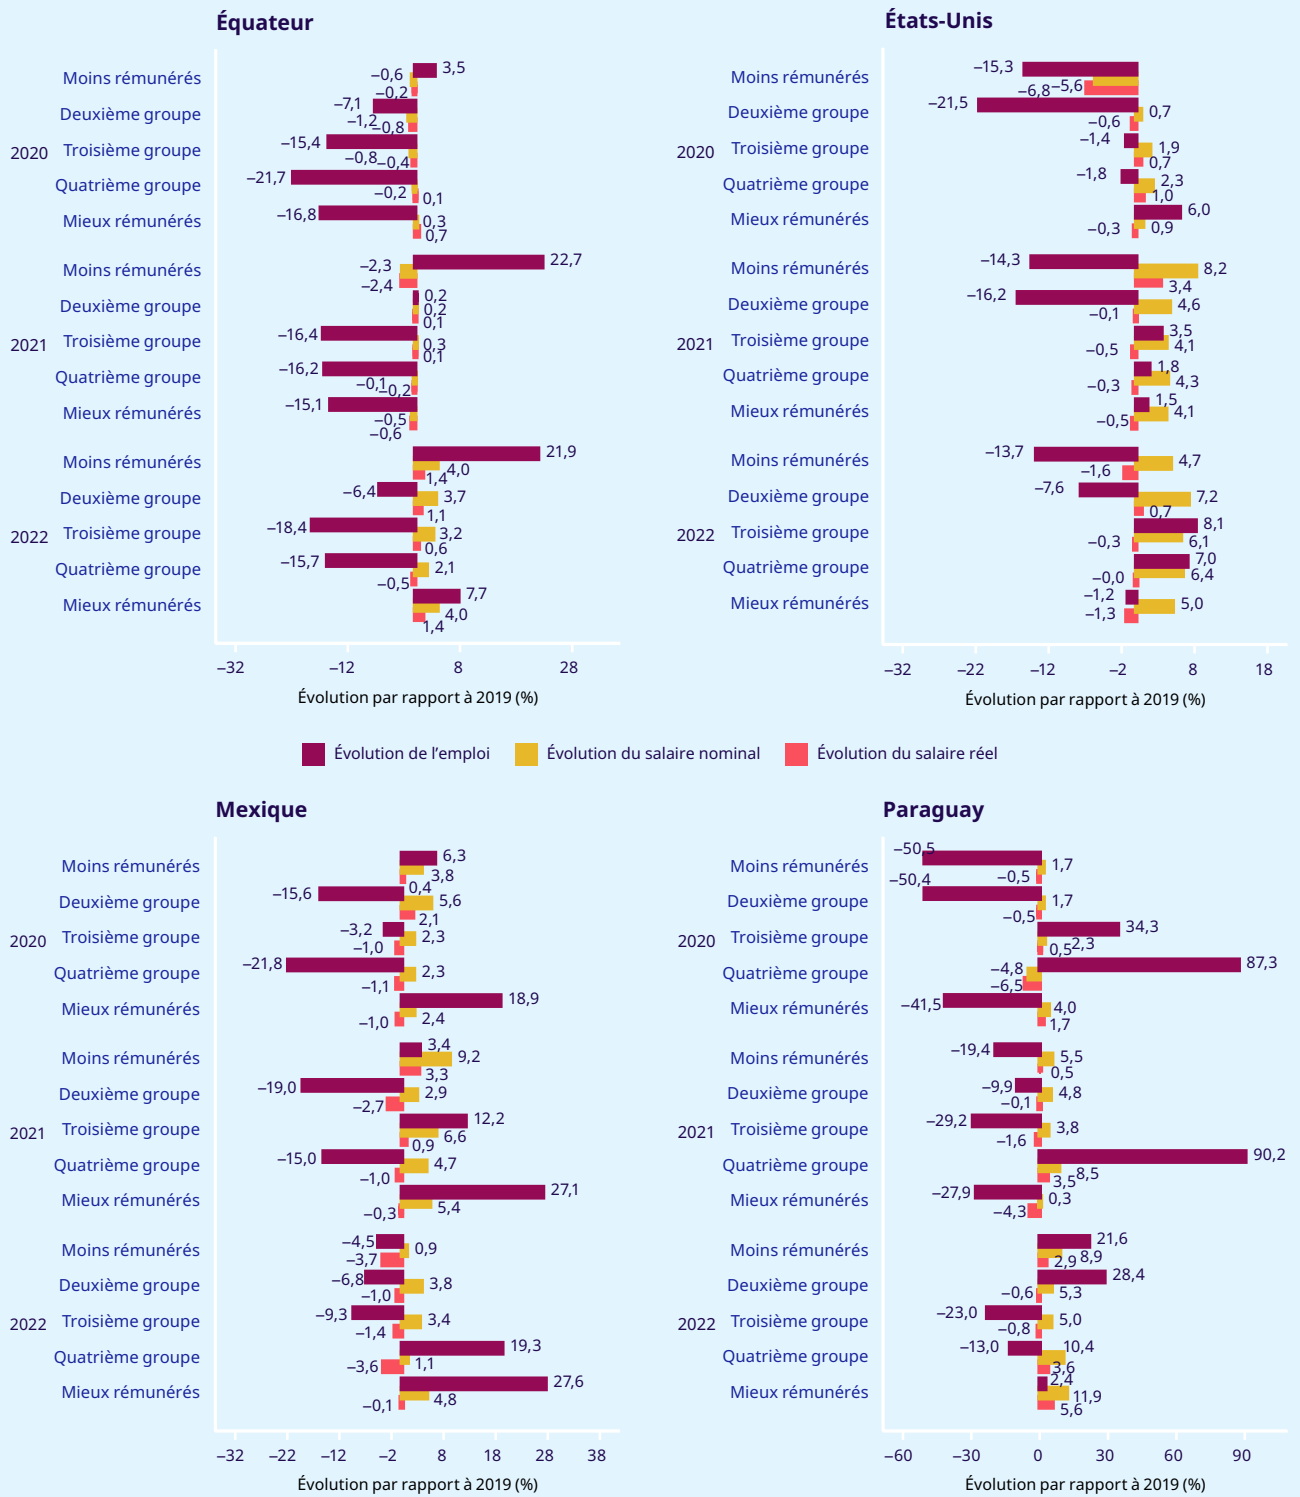 Équateur
2020
Moins rémunérés
3,5
–0,6
–0,2
Deuxième groupe
–7,1
–1,2
–0,8
Troisième groupe
–15,4
–0,8
–0,4
Quatrième groupe
–21,7
–0,2
0,1
Mieux rémunérés
–16,8
0,3
0,7
2021
Moins rémunérés
22,7
–2,3
–2,4
Deuxième groupe
0,2
0,2
0,1
Troisième groupe
–16,4
0,3
0,1
Quatrième groupe
–16,2
–0,1
–0,2
Mieux rémunérés
–15,1
–0,5
–0,6
2022
Moins rémunérés
21,9
4,0
1,4
Deuxième groupe
–6,4
3,7
1,1
Troisième groupe
–18,4
3,2
0,6
Quatrième groupe
–15,7
2,1
–0,5
Mieux rémunérés
7,7
4,0
1,4
–32 –12 8 28
Évolution par rapport à 2019 (%)
États-Unis
2020
Moins rémunérés
–15,3
–5,6
–6,8
Deuxième groupe
–21,5
0,7
–0,6
Troisième groupe
–1,4
1,9
0,7
Quatrième groupe
–1,8
2,3
1,0
Mieux rémunérés
6,0
0,9
–0,3
2021
Moins rémunérés
–14,3
8,2
3,4
Deuxième groupe
–16,2
4,6
–0,1
Troisième groupe
3,5
4,1
–0,5
Quatrième groupe
1,8
4,3
–0,3
Mieux rémunérés
1,5
4,1
–0,5
2022
Moins rémunérés
–13,7
4,7
–1,6
Deuxième groupe
–7,6
7,2
0,7
Troisième groupe
8,1
6,1
–0,3
Quatrième groupe
7,0
6,4
–0,0
Mieux rémunérés
–1,2
5,0
–1,3
–32 –22 –12 –2 8 18
Évolution par rapport à 2019 (%)
Évolution de l’emploi
Évolution du salaire nominal
Évolution du salaire réel
Mexique
2020
Moins rémunérés
6,3
3,8
0,4
Deuxième groupe
–15,6
5,6
2,1
Troisième groupe
–3,2
2,3
–1,0
Quatrième groupe
–21,8
2,3
–1,1
Mieux rémunérés
18,9
2,4
–1,0
2021
Moins rémunérés
3,4
9,2
3,3
Deuxième groupe
–19,0
2,9
–2,7
Troisième groupe
12,2
6,6
0,9
Quatrième groupe
–15,0
4,7
–1,0
Mieux rémunérés
27,1
5,4
–0,3
2022
Moins rémunérés
–4,5
0,9
–3,7
Deuxième groupe
–6,8
3,8
–1,0
Troisième groupe
–9,3
3,4
–1,4
Quatrième groupe
19,3
1,1
–3,6
Mieux rémunérés
27,6
4,8
–0,1
–32 –22 –12 –2 8 18 28 38
Évolution par rapport à 2019 (%)
Paraguay
2020
Moins rémunérés
–50,5
1,7
–0,5
Deuxième groupe
–50,4
1,7
–0,5
Troisième groupe
34,3
2,3
0,5
Quatrième groupe
87,3
–4,8
–6,5
Mieux rémunérés
–41,5
4,0
1,7
2021
Moins rémunérés
–19,4
5,5
0,5
Deuxième groupe
–9,9
4,8
–0,1
Troisième groupe
–29,2
3,8
–1,6
Quatrième groupe
90,2
8,5
3,5
Mieux rémunérés
–27,9
0,3
–4,3
2022
Moins rémunérés
21,6
8,9
2,9
Deuxième groupe
28,4
5,3
–0,6
Troisième groupe
–23,0
5,0
–0,8
Quatrième groupe
–13,0
10,4
3,6
Mieux rémunérés
2,4
11,9
5,6
–60 –30 0 30 60 90
Évolution par rapport à 2019 (%)